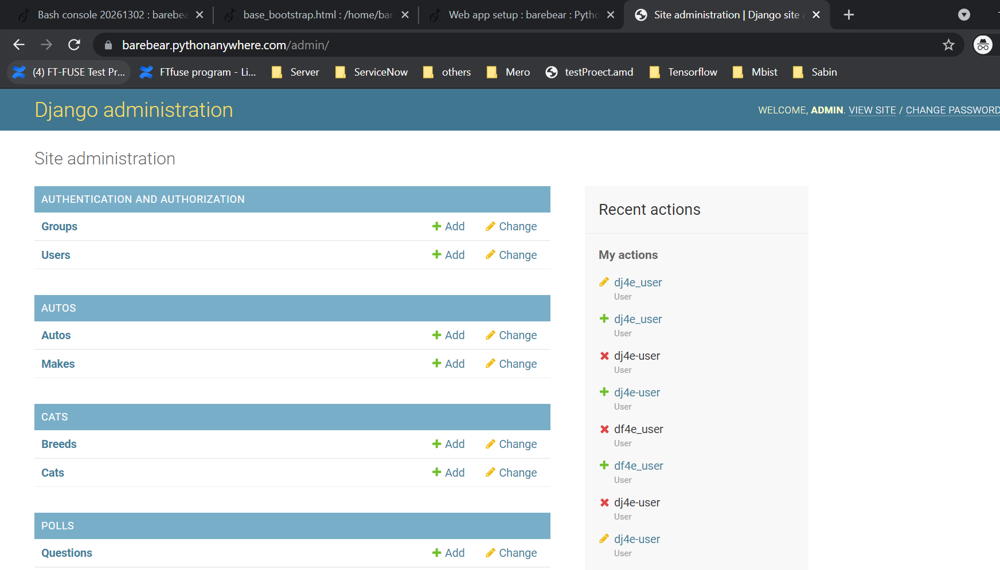 Bash console 20261302 : barebea
base_bootstrap.html : /home/bar
Web app setup : barebear : Pytho
Site administration | Django site a
barebear.pythonanywhere.com/admin/
(4) FT-FUSE Test Pr...
FTfuse program - Li...
Server
ServiceNow
others
Mero
testProect.amd
Tensorflow
Mbist
Sabin
Django administration
WELCOME, ADMIN. VIEW SITE / CHANGE PASSWORD
Site administration
AUTHENTICATION AND AUTHORIZATION
Groups Add Change
Users Add Change
AUTOS
Autos Add Change
Makes Add Change
CATS
Breeds Add Change
Cats Add Change
POLLS
Questions Add Change
Recent actions
My actions
dj4e_user
User
dj4e_user
User
dj4e-user
User
dj4e-user
User
df4e_user
User
df4e_user
User
dj4e-user
User
dj4e-user
User